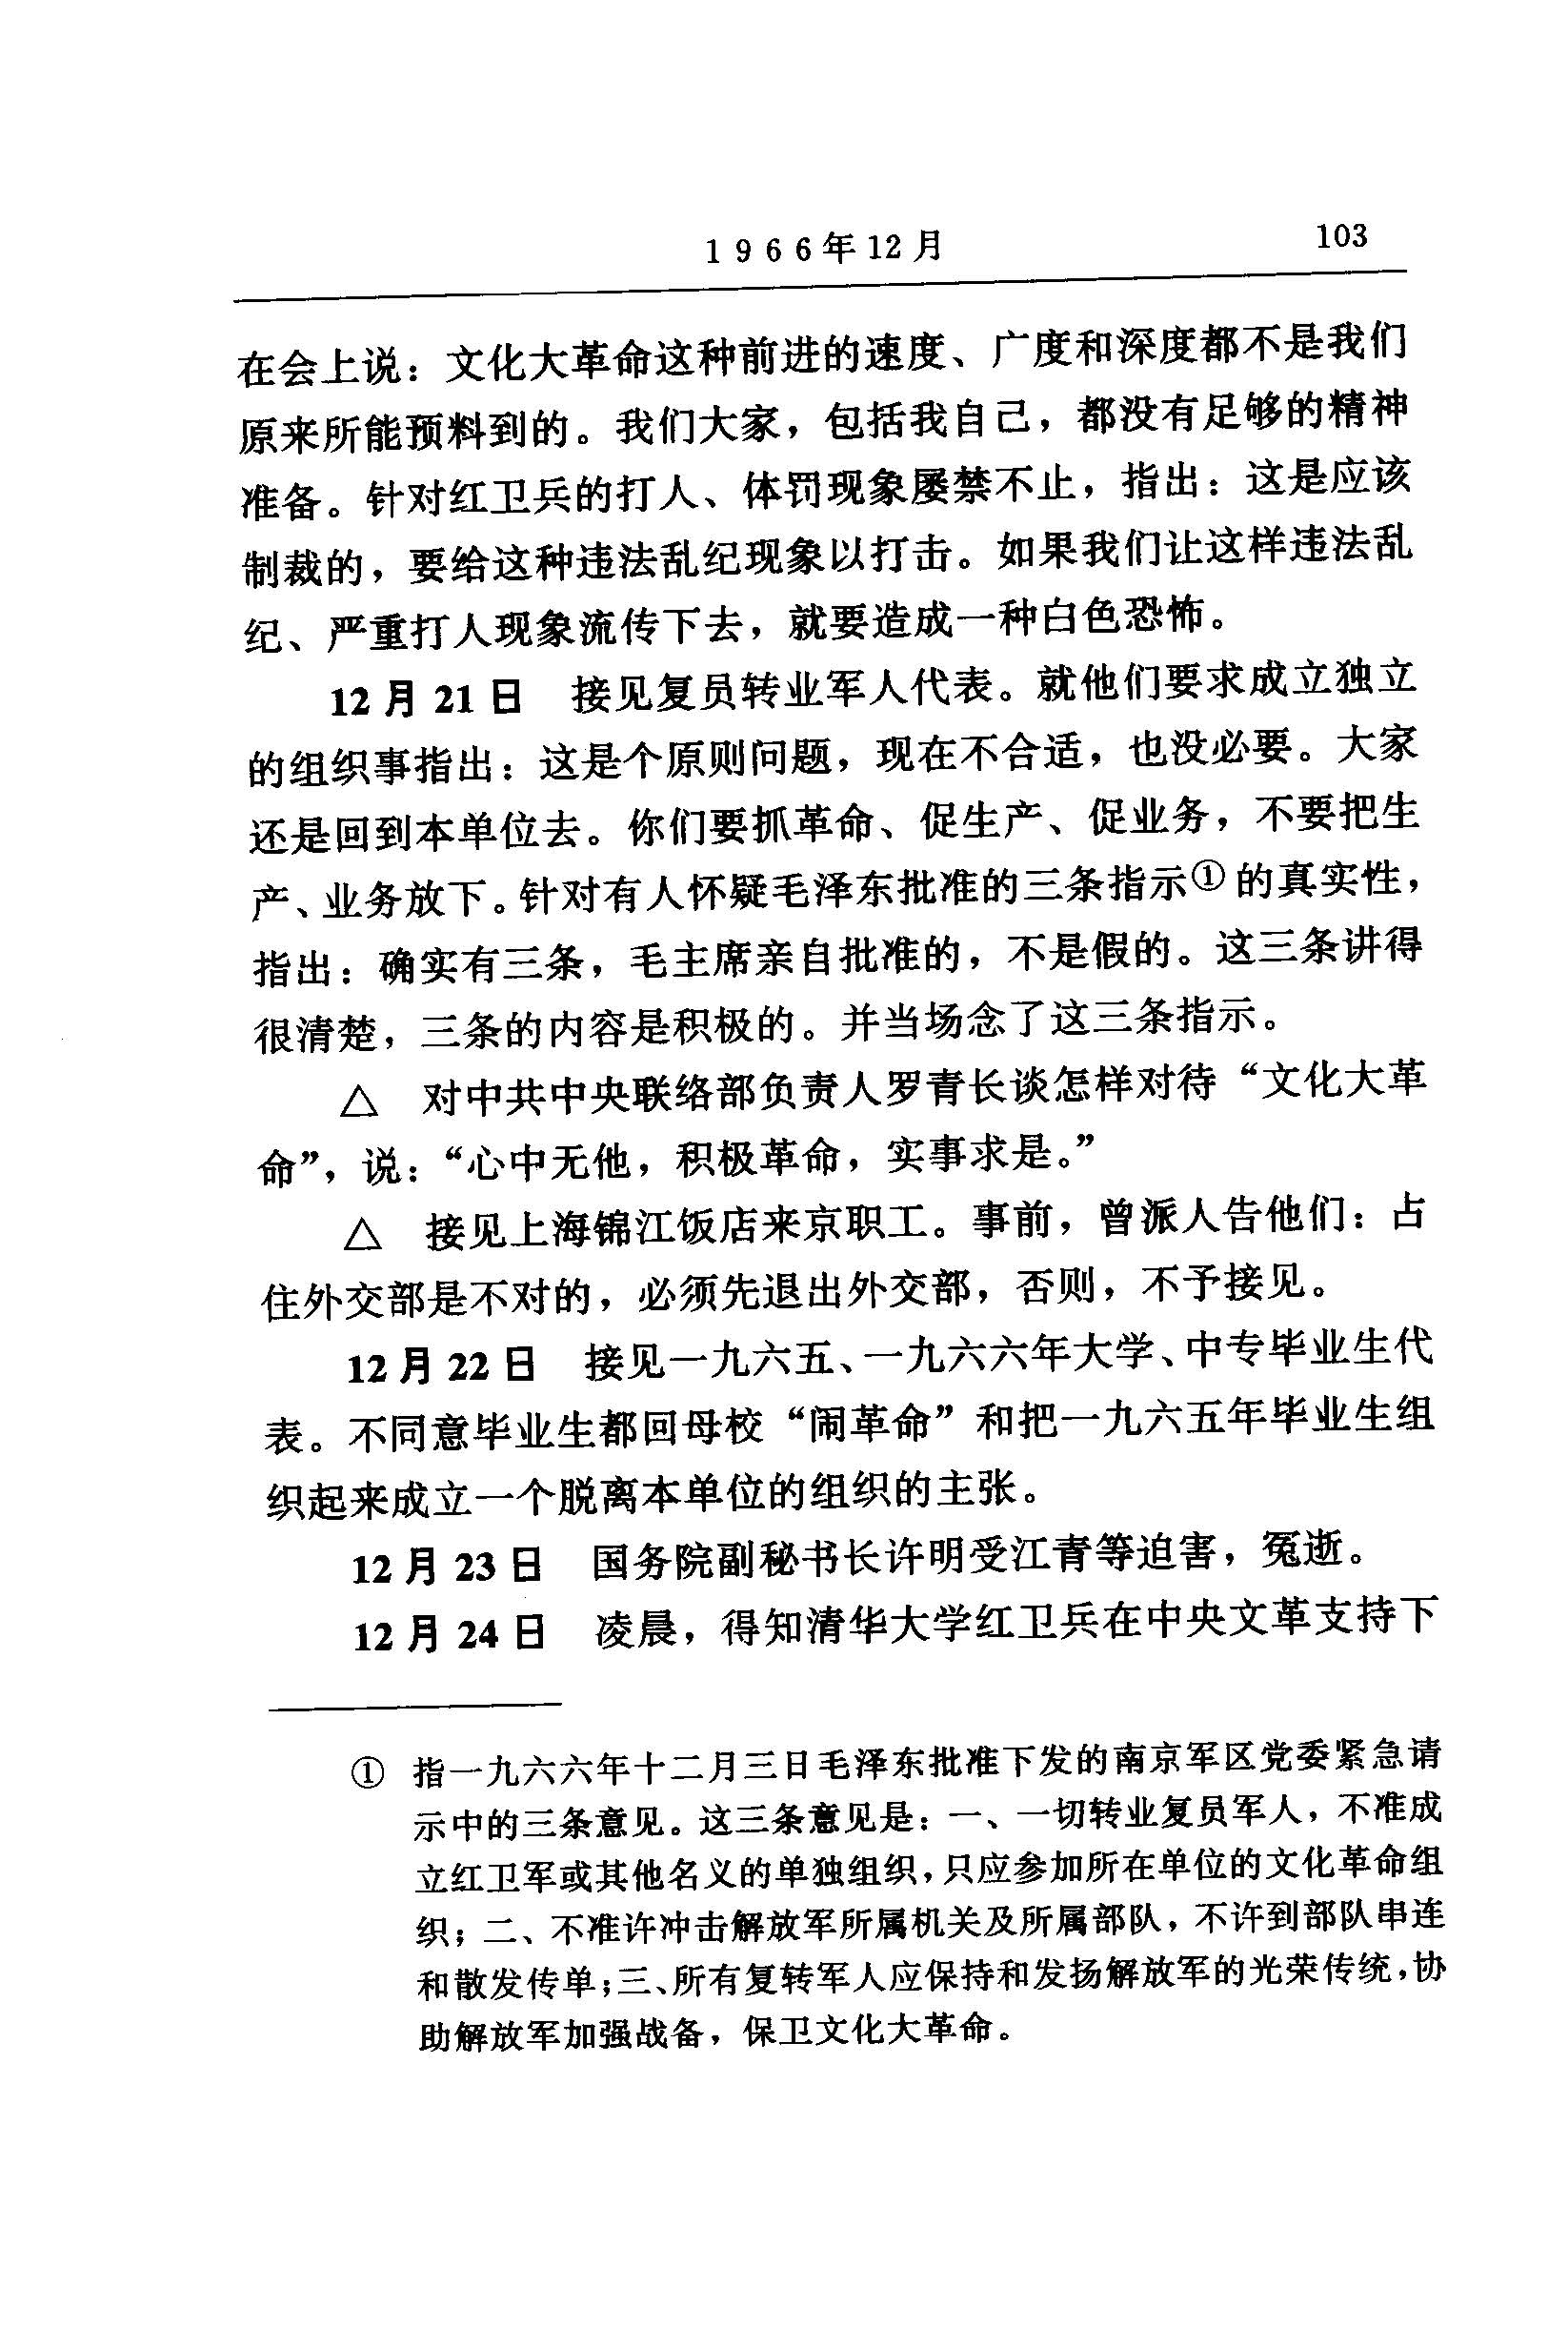 1966年12月 103
在会上说：文化大革命这种前进的速度、广度和深度都不是我们
原来所能预料到的。我们大家，包括我自己，都没有足够的精神
准备。针对红卫兵的打人、体罚现象屡禁不止，指出：这是应该
制裁的，要给这种违法乱纪现象以打击。如果我们让这样违法乱
纪、严重打人现象流传下去，就要造成一种白色恐怖。
12月21日 接见复员转业军人代表。就他们要求成立独立
的组织事指出：这是个原则问题，现在不合适，也没必要。大家
还是回到本单位去。你们要抓革命、促生产、促业务，不要把生
产、业务放下。针对有人怀疑毛泽东批准的三条指示①的真实性，
指出：确实有三条，毛主席亲自批准的，不是假的。这三条讲得
很清楚，三条的内容是积极的。并当场念了这三条指示。
△ 对中共中央联络部负责人罗青长谈怎样对待“文化大革
命”，说：“心中无他，积极革命，实事求是。”
△ 接见上海锦江饭店来京职工。事前，曾派人告他们：占
住外交部是不对的，必须先退出外交部，否则，不予接见。
12月22日 接见一九六五、一九六六年大学、中专毕业生代
表。不同意毕业生都回母校“闹革命”和把一九六五年毕业生组
织起来成立一个脱离本单位的组织的主张。
12月23日 国务院副秘书长许明受江青等迫害，冤逝。
12月24日 凌晨，得知清华大学红卫兵在中央文革支持下
① 指一九六六年十二月三日毛泽东批准下发的南京军区党委紧急请
示中的三条意见。这三条意见是：一、一切转业复员军人，不准成
立红卫军或其他名义的单独组织，只应参加所在单位的文化革命组
织；二、不准许冲击解放军所属机关及所属部队，不许到部队串连
和散发传单；三、所有复转军人应保持和发扬解放军的光荣传统，协
助解放军加强战备，保卫文化大革命。